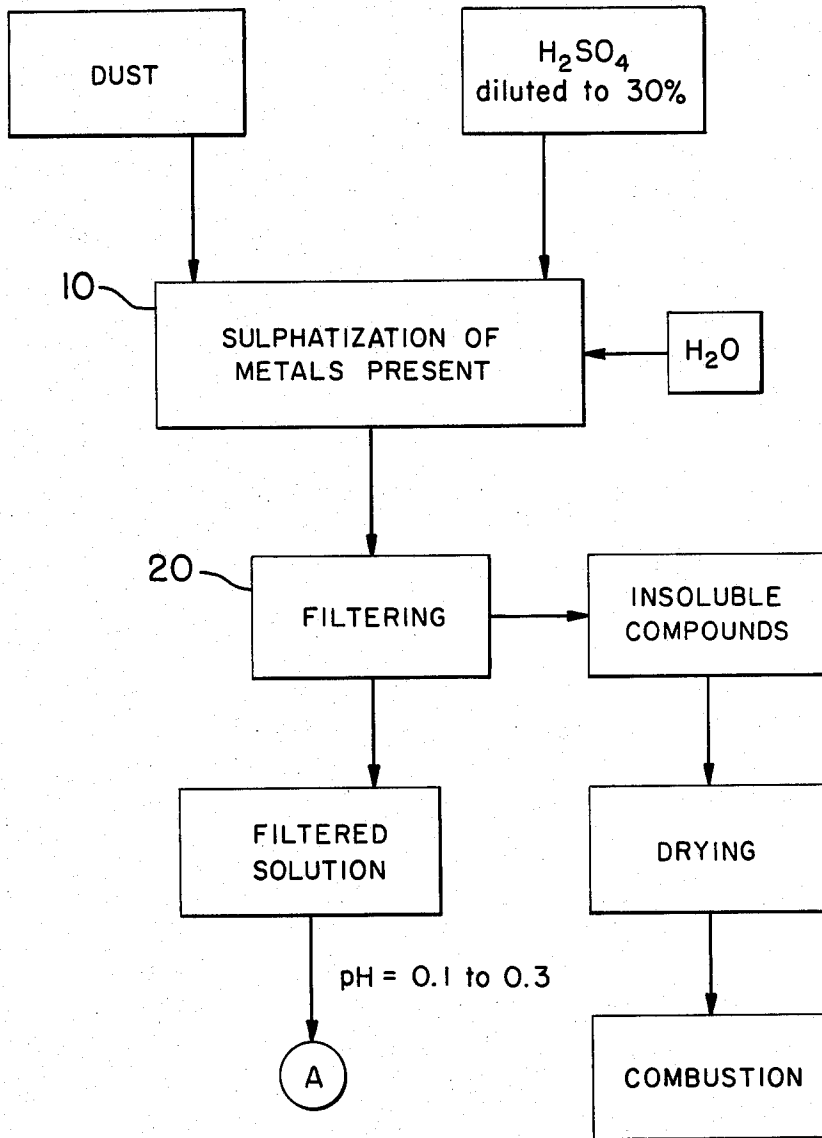 DUST
H₂SO₄
diluted to 30%
10
SULPHATIZATION OF
METALS PRESENT
H₂O
20
FILTERING
INSOLUBLE
COMPOUNDS
FILTERED
SOLUTION
DRYING
pH = 0.1 to 0.3
A
COMBUSTION